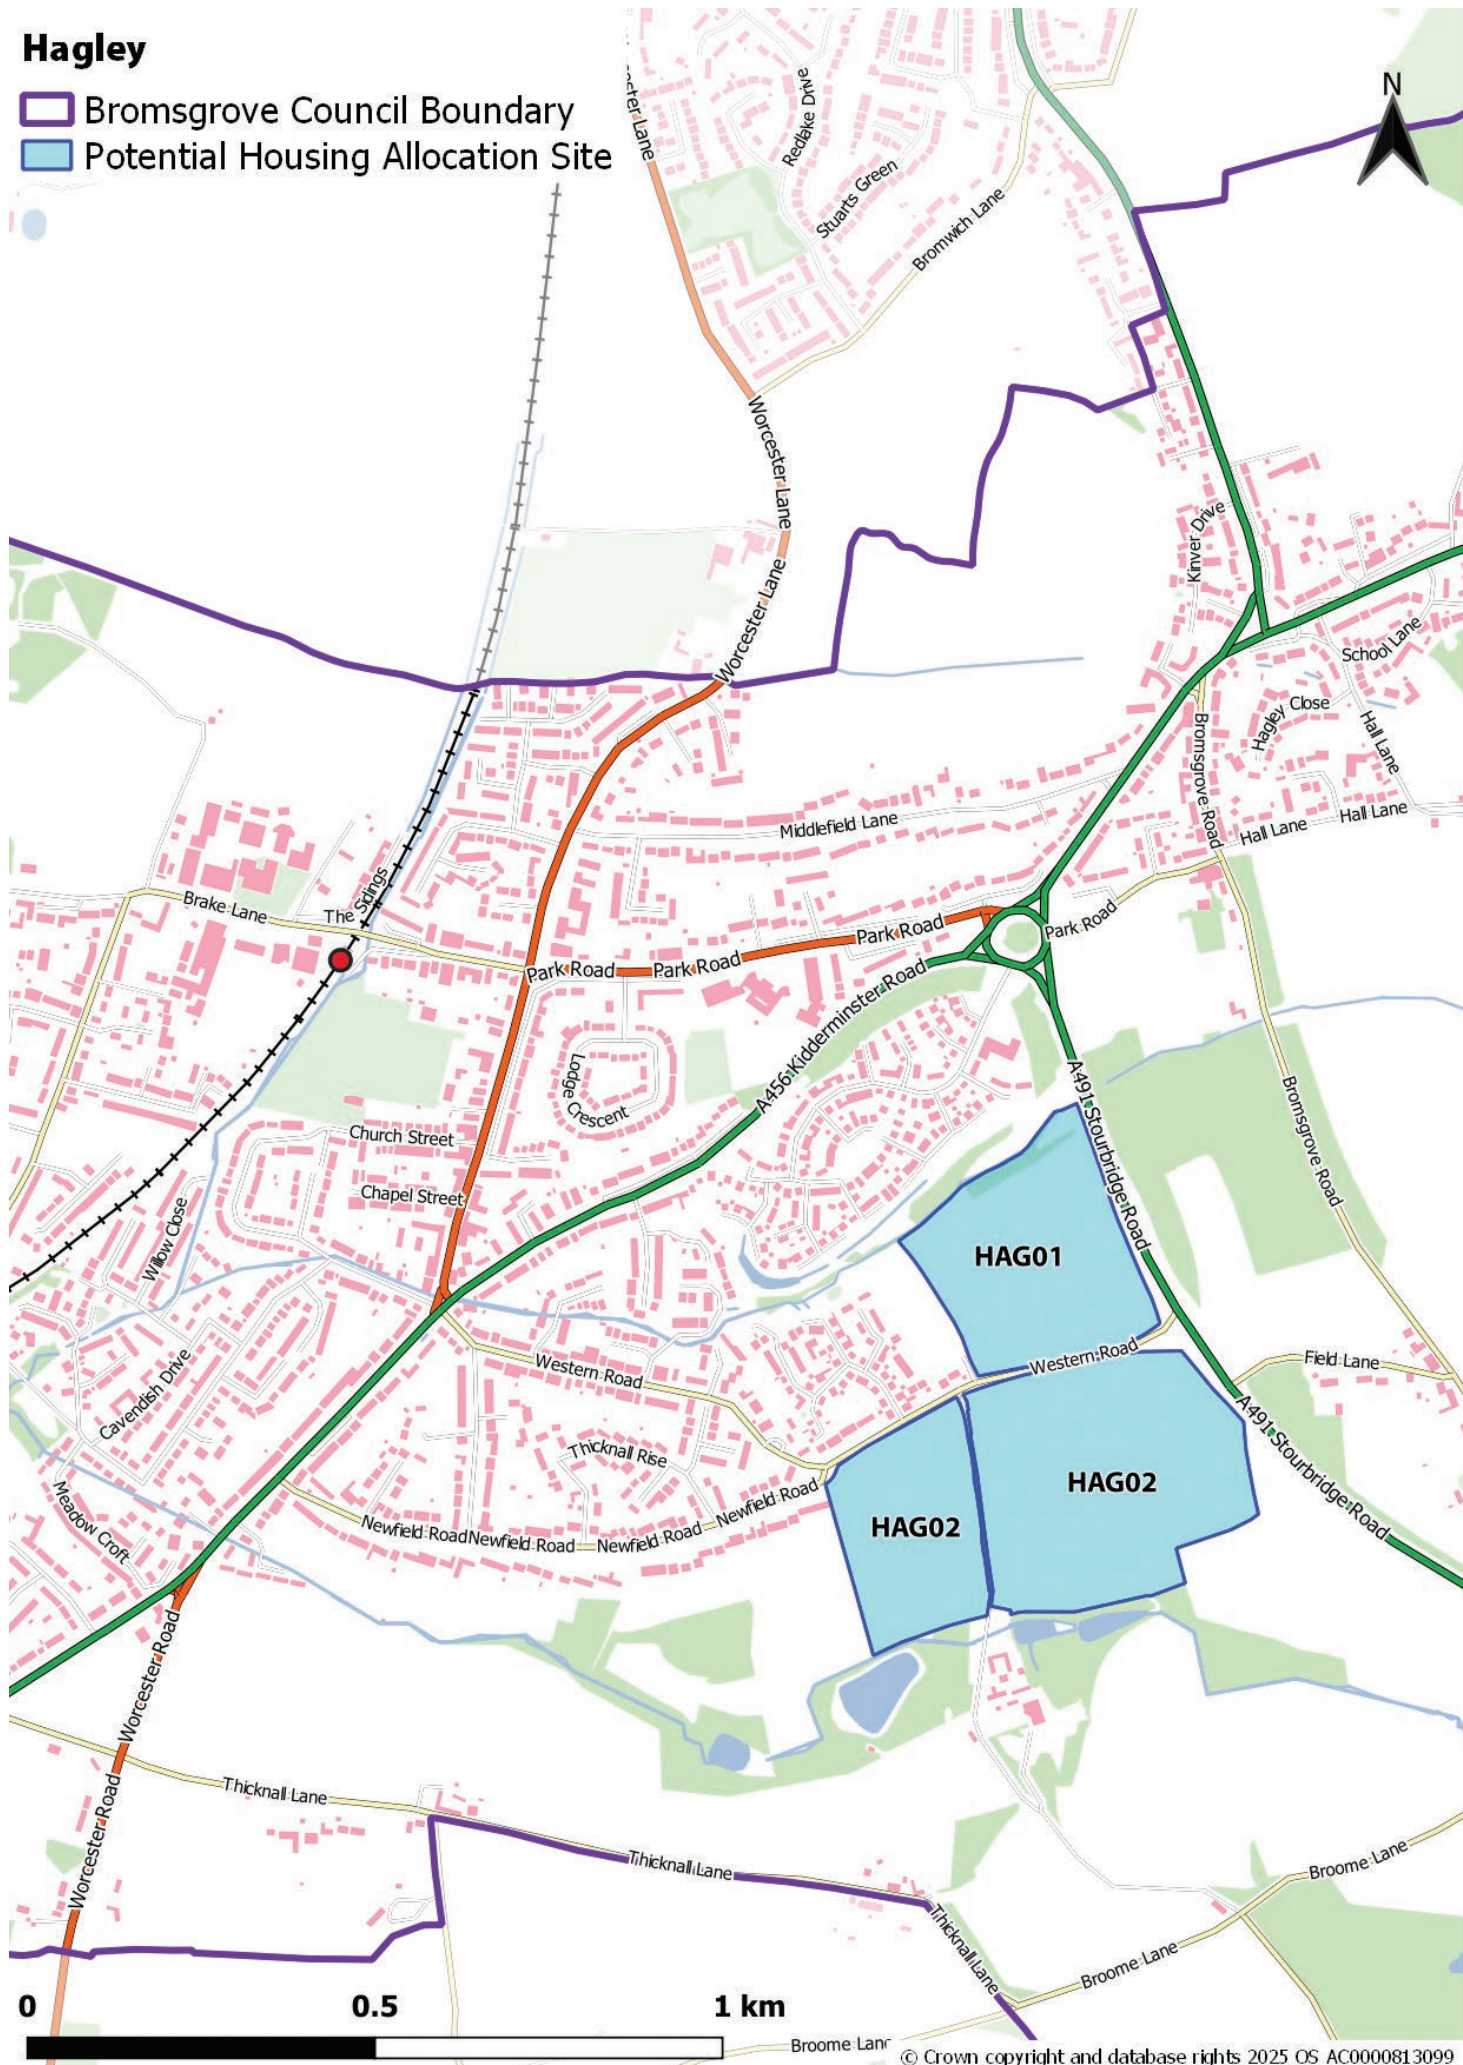 Hagley
Bromsgrove Council Boundary
Potential Housing Allocation Site
N
ester Lane
Redlake Drive
Stuarts Green
Bromwich Lane
Worcester Lane
Worcester Lane
Worcester Lane
Kinver Drive
School Lane
Hagley Close
Hall Lane
Bromsgrove Road
Hall Lane
Hall Lane
Middlefield Lane
The Sidings
Brake Lane
Park Road
Park Road
Park Road
Park Road
A456 Kidderminster Road
Lodge Crescent
A491 Stourbridge Road
Bromsgrove Road
Church Street
Chapel Street
Willow Close
HAG01
Western Road
Western Road
Field Lane
Cavendish Drive
A491 Stourbridge Road
Thicknall Rise
HAG02
HAG02
Meadow Croft
Newfield Road
Newfield Road
Newfield Road
Newfield Road
Worcester Road
Worcester Road
Thicknall Lane
Thicknall Lane
Thicknall Lane
Broome Lane
Broome Lane
Broome Lane
0 0.5 1 km
© Crown copyright and database rights 2025 OS AC0000813099